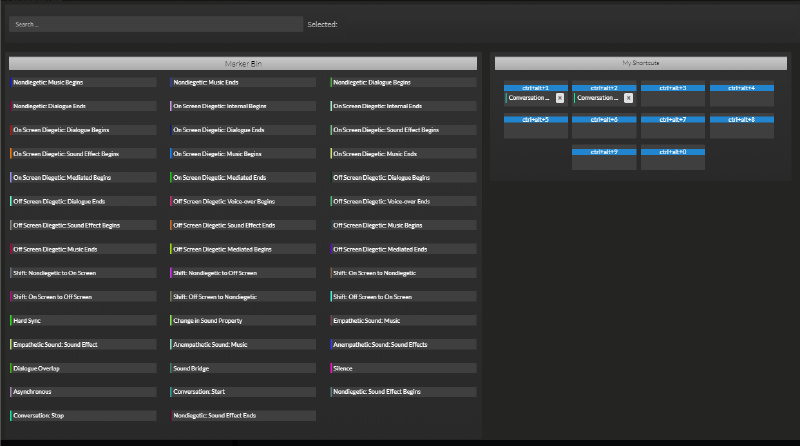 Search ...
Selected:
Marker Bin
Nondiegetic: Music Begins
Nondiegetic: Music Ends
Nondiegetic: Dialogue Begins
Nondiegetic: Dialogue Ends
On Screen Diegetic: Internal Begins
On Screen Diegetic: Internal Ends
On Screen Diegetic: Dialogue Begins
On Screen Diegetic: Dialogue Ends
On Screen Diegetic: Sound Effect Begins
On Screen Diegetic: Sound Effect Begins
On Screen Diegetic: Music Begins
On Screen Diegetic: Music Ends
On Screen Diegetic: Mediated Begins
On Screen Diegetic: Mediated Ends
Off Screen Diegetic: Dialogue Begins
Off Screen Diegetic: Dialogue Ends
Off Screen Diegetic: Voice-over Begins
Off Screen Diegetic: Voice-over Ends
Off Screen Diegetic: Sound Effect Begins
Off Screen Diegetic: Sound Effect Ends
Off Screen Diegetic: Music Begins
Off Screen Diegetic: Music Ends
Off Screen Diegetic: Mediated Begins
Off Screen Diegetic: Mediated Ends
Shift: Nondiegetic to On Screen
Shift: Nondiegetic to Off Screen
Shift: On Screen to Nondiegetic
Shift: On Screen to Off Screen
Shift: Off Screen to Nondiegetic
Shift: Off Screen to On Screen
Hard Sync
Change in Sound Property
Empathetic Sound: Music
Empathetic Sound: Sound Effect
Anempathetic Sound: Music
Anempathetic Sound: Sound Effects
Dialogue Overlap
Sound Bridge
Silence
Asynchronous
Conversation: Start
Nondiegetic: Sound Effect Begins
Conversation: Stop
Nondiegetic: Sound Effect Ends
My Shortcuts
ctrl+alt+1
ctrl+alt+2
ctrl+alt+3
ctrl+alt+4
Conversation ... x
Conversation ... x
ctrl+alt+5
ctrl+alt+6
ctrl+alt+7
ctrl+alt+8
ctrl+alt+9
ctrl+alt+0